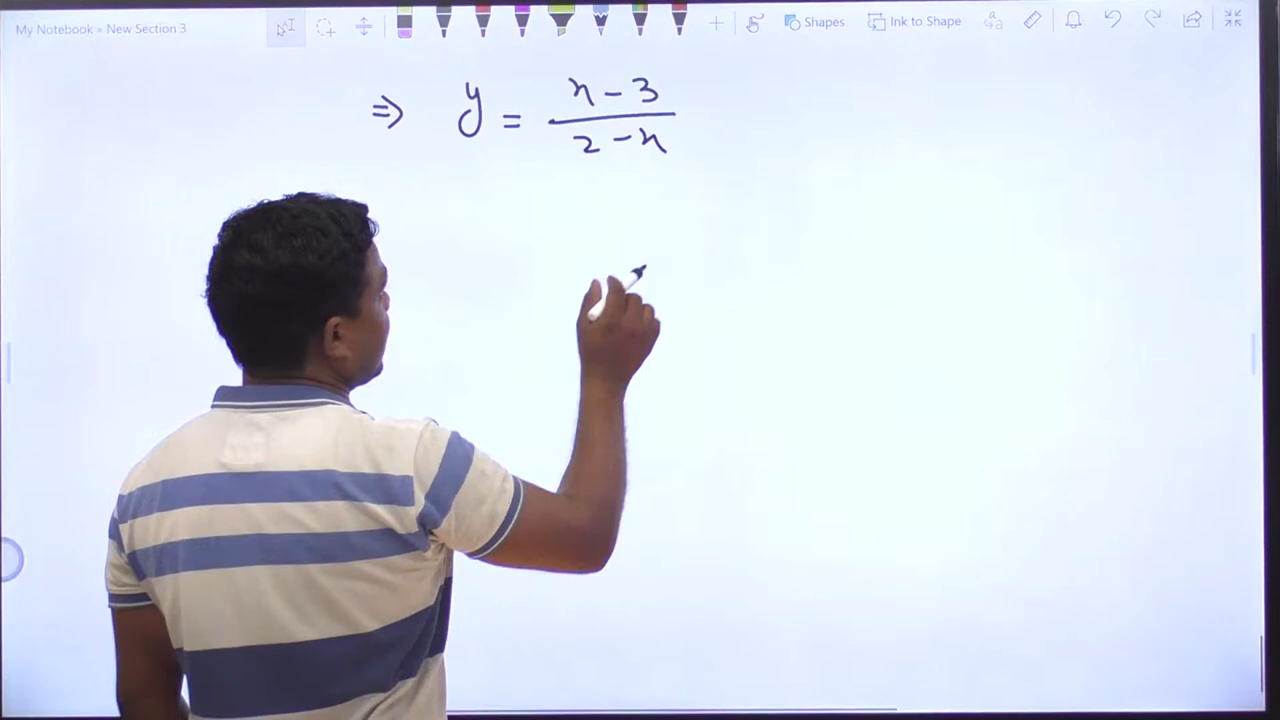 My Notebook » New Section 3
Shapes
Ink to Shape
⇒ y = (x - 3)/(2 - x)